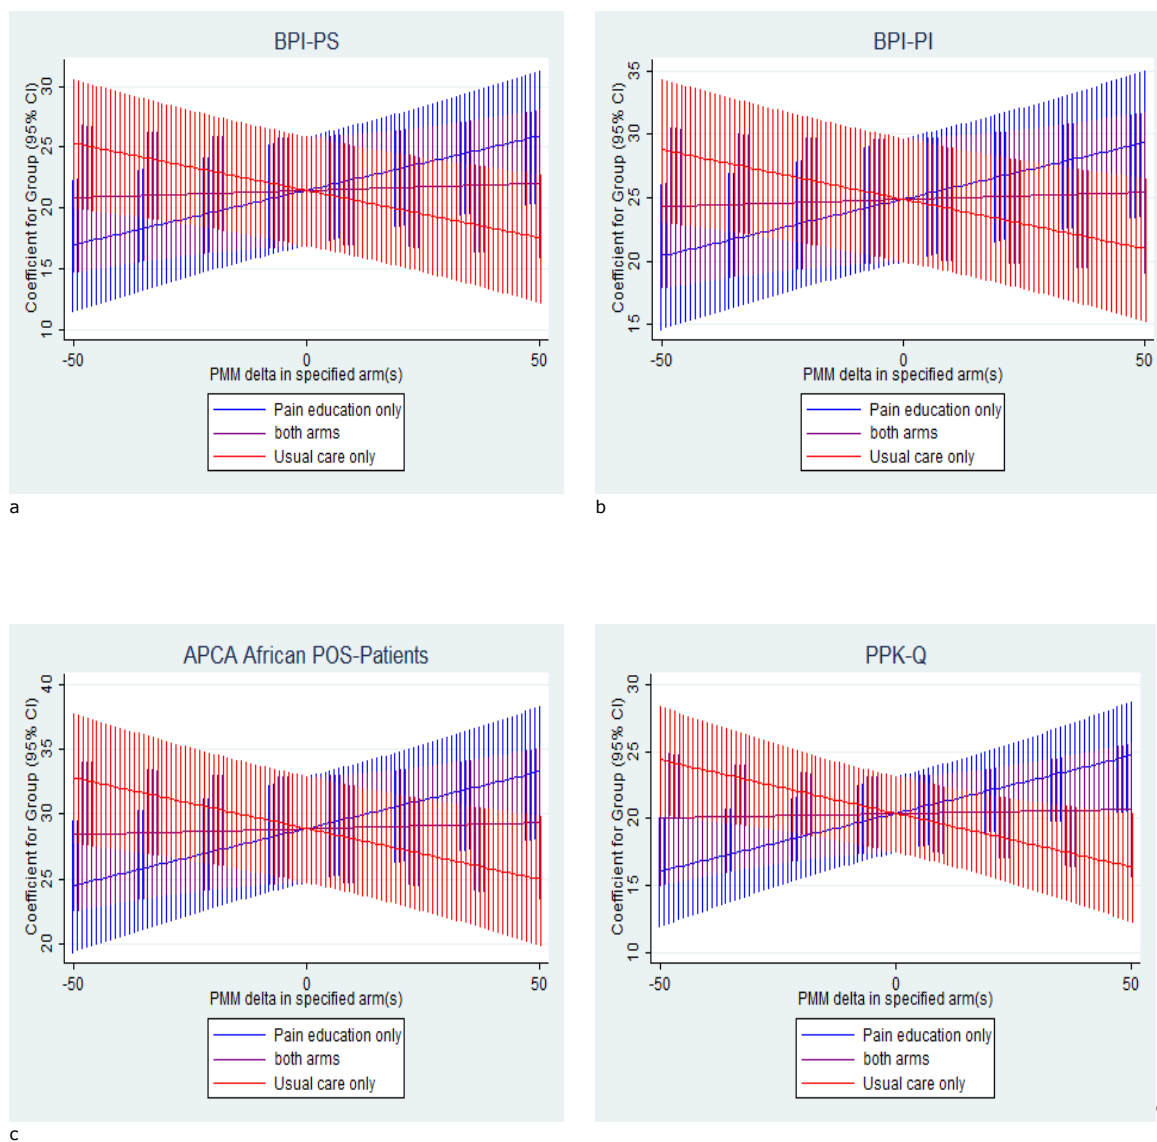 BPI-PS
Coefficient for Group (95% CI)
30
25
20
15
10
-50
0
50
PMM delta in specified arm(s)
Pain education only
both arms
Usual care only
a
BPI-PI
Coefficient for Group (95% CI)
35
30
25
20
15
-50
0
50
PMM delta in specified arm(s)
Pain education only
both arms
Usual care only
b
APCA African POS-Patients
Coefficient for Group (95% CI)
40
35
30
25
20
-50
0
50
PMM delta in specified arm(s)
Pain education only
both arms
Usual care only
c
PPK-Q
Coefficient for Group (95% CI)
30
25
20
15
10
-50
0
50
PMM delta in specified arm(s)
Pain education only
both arms
Usual care only